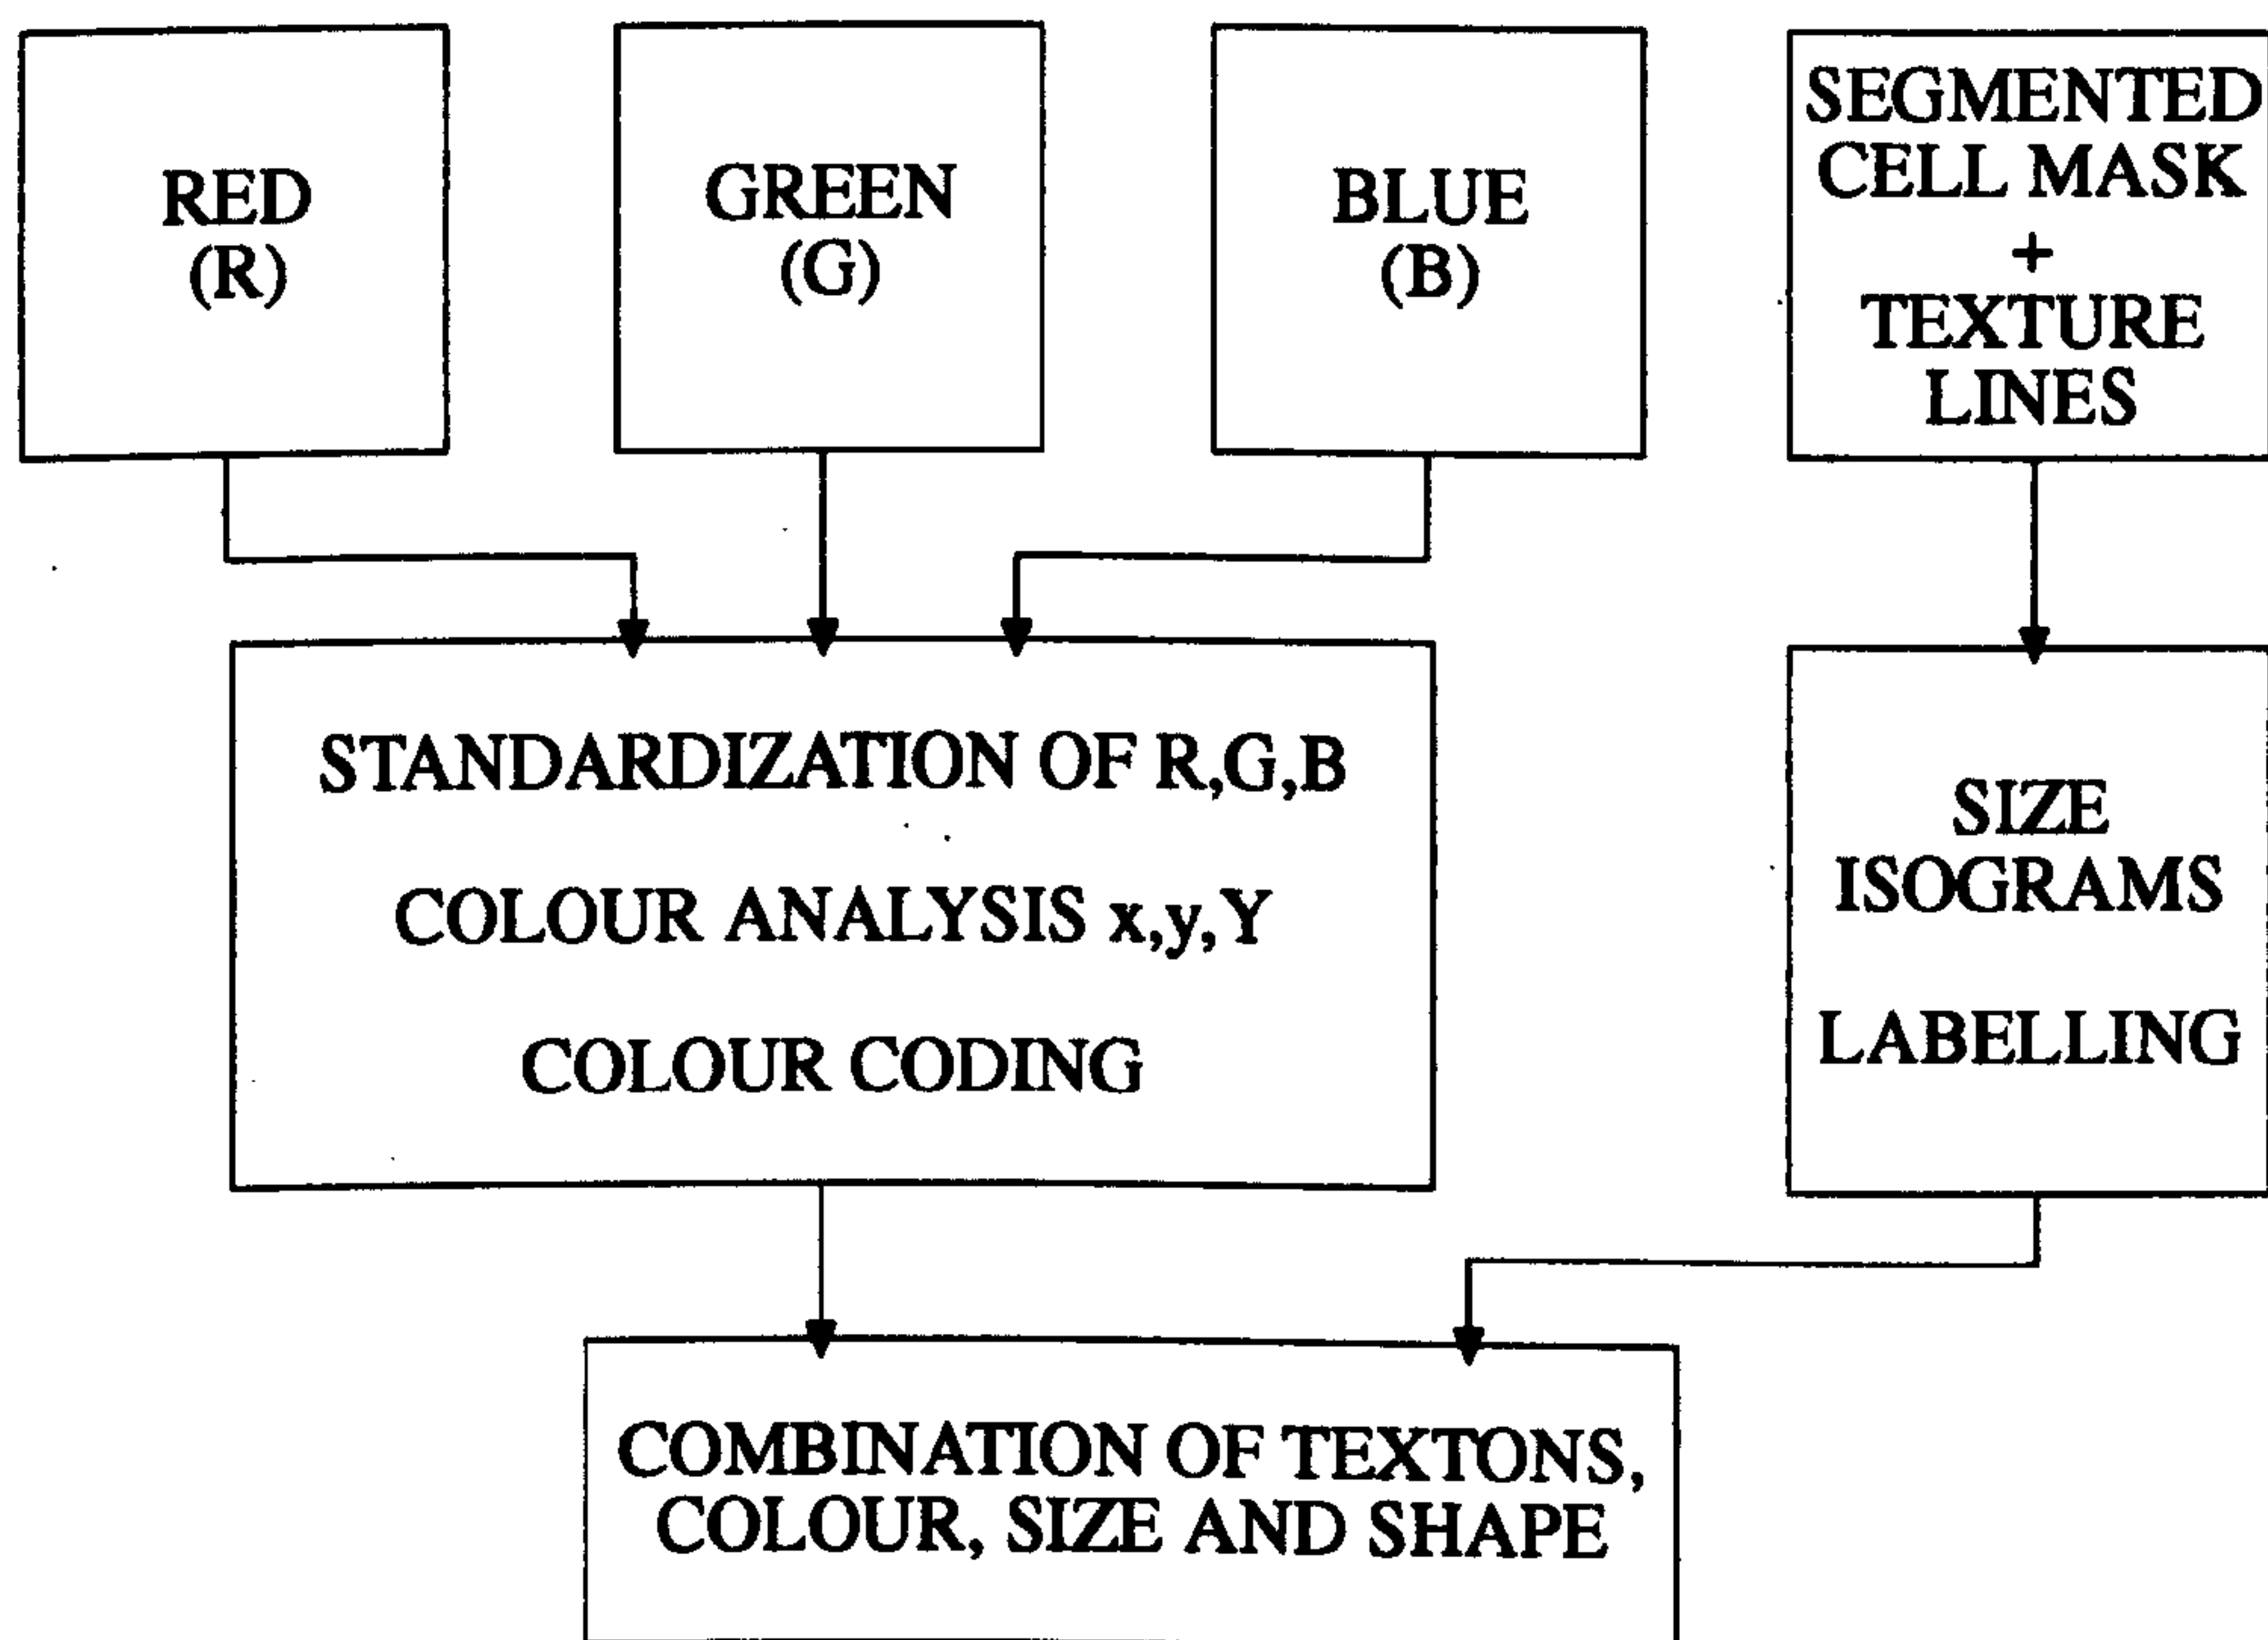 RED
(R)
GREEN
(G)
BLUE
(B)
SEGMENTED
CELL MASK
+
TEXTURE
LINES
STANDARDIZATION OF R,G,B
COLOUR ANALYSIS x,y,Y
COLOUR CODING
SIZE
ISOGRAMS
LABELLING
COMBINATION OF TEXTONS,
COLOUR, SIZE AND SHAPE